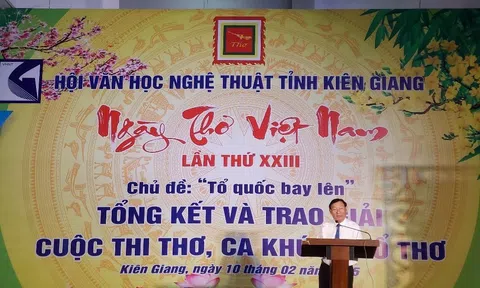 Thơ
HỘI VĂN HỌC NGHỆ THUẬT TỈNH KIÊN GIANG
Ngày Thơ Việt Nam
LẦN THỨ XXIII
Chủ đề: "Tổ quốc bay lên"
TỔNG KẾT VÀ TRAO GIẢI
CUỘC THI THƠ, CA KHÚC PHỔ THƠ
Kiên Giang, ngày 10 tháng 02 năm